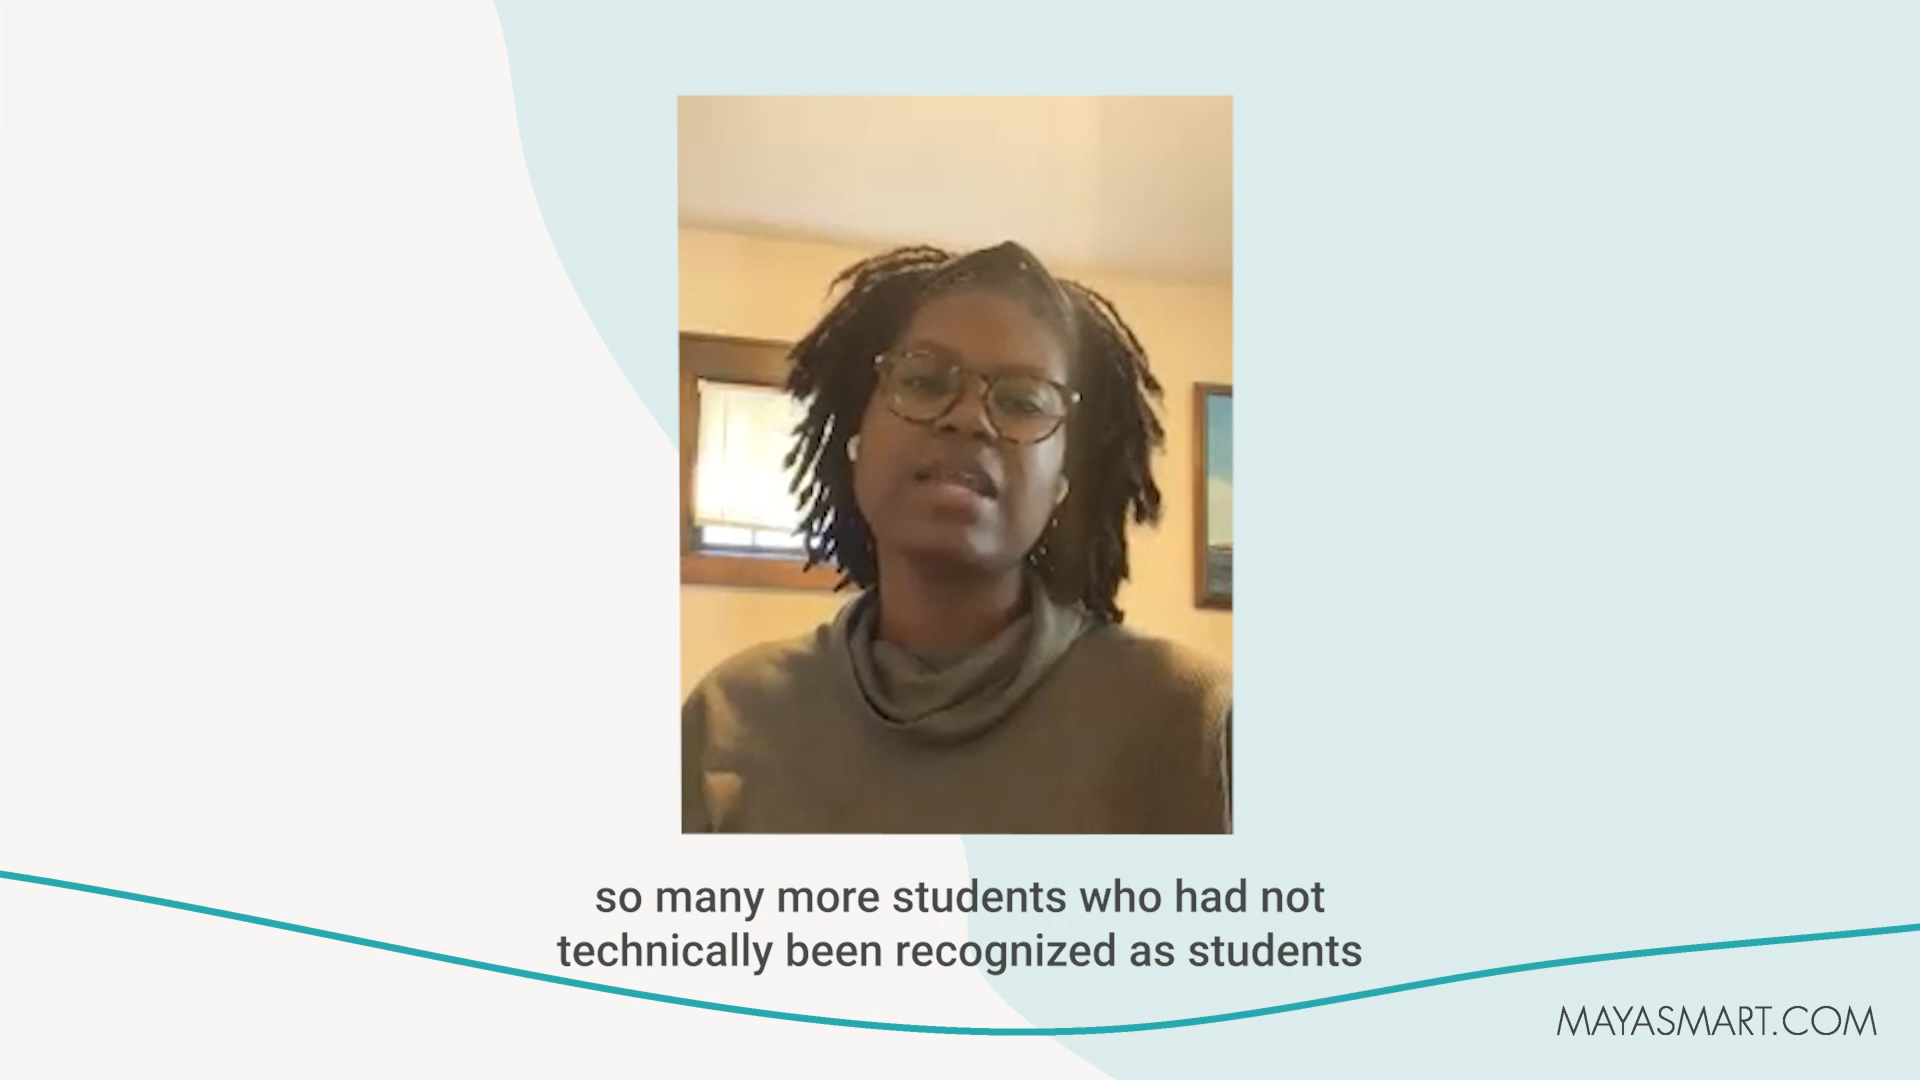 so many more students who had not
technically been recognized as students
MAYASMART.COM